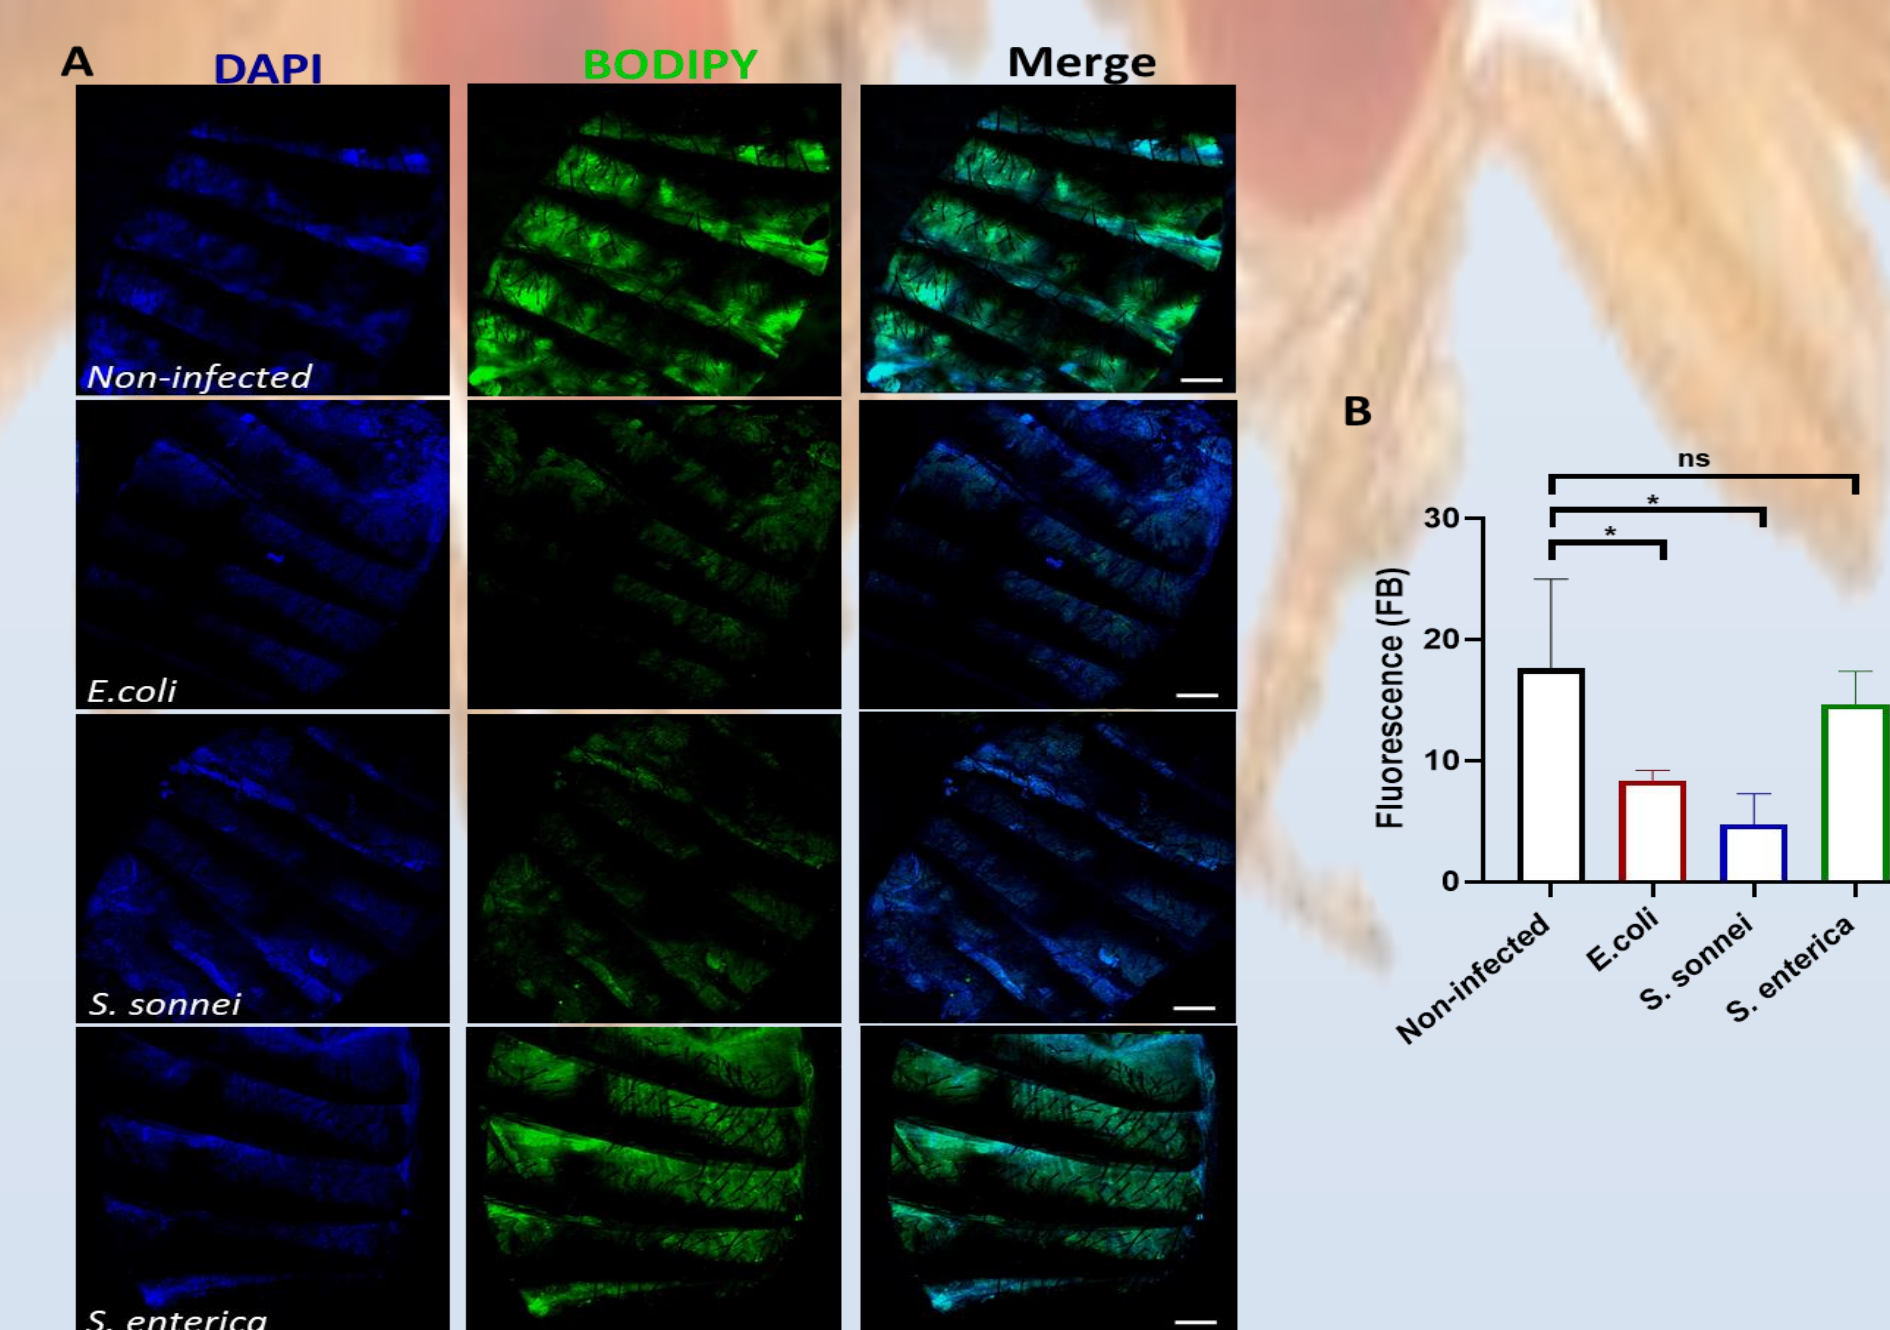 A
DAPI
BODIPY
Merge
Non-infected
E.coli
S. sonnei
S. enterica
B
ns
*
*
30
20
10
0
Fluorescence (FB)
Non-infected
E.coli
S. sonnei
S. enterica